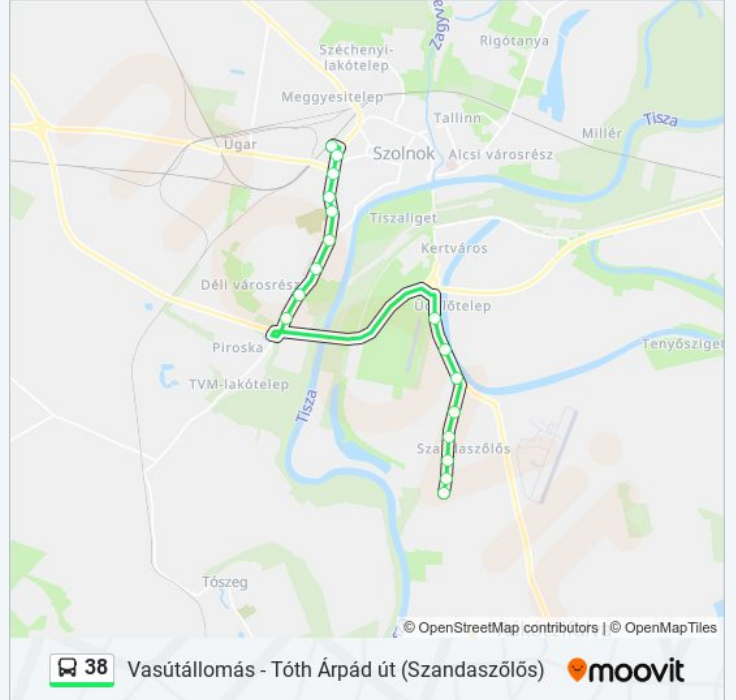 Zagyva
Rigótanya
Széchenyi-
lakótelep
Meggyesitelep
Tallinn
Tisza
Millér
Ugar
Szolnok
Alcsi városrész
Tiszaliget
Kertváros
Déli városrész
Üdülőtelep
Piroska
Tenyősziget
TVM-lakótelep
Tisza
Szandaszőlős
Tószeg
© OpenStreetMap contributors | © OpenMapTiles
38 Vasútállomás - Tóth Árpád út (Szandaszőlős) moovit